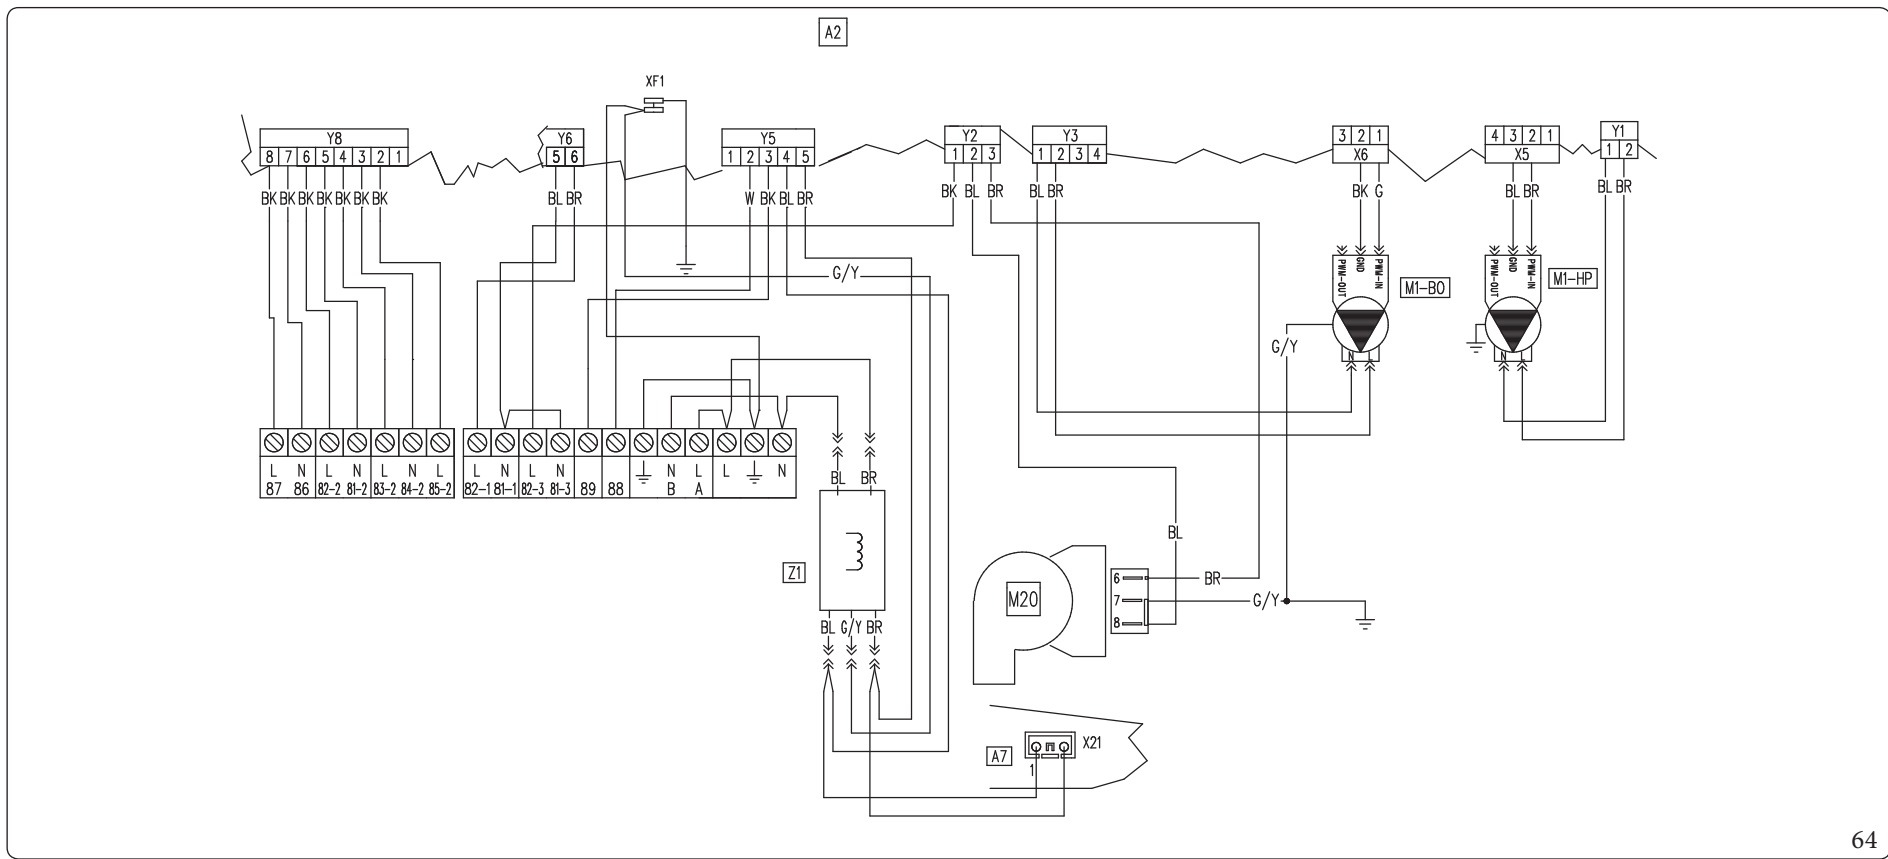 A2
XF1
Y8 Y6 Y5 Y2 Y3 3 2 1 4 3 2 1 Y1
8 7 6 5 4 3 2 1 5 6 1 2 3 4 5 1 2 3 1 2 3 4 X6 X5 1 2
BK BK BK BK BK BK BK BL BR W BK BL BR BK BL BR BL BR BK G BL BR BL BR
PWM-OUT GND PWM-IN PWM-OUT GND PWM-IN
G/Y M1-BO M1-HP
G/Y
N L N L
L N L N L N L L N L N N L L N
87 86 82-2 81-2 83-2 84-2 85-2 82-1 81-1 82-3 81-3 89 88 B A
BL BR
BL
Z1
6 BR
M20 7 G/Y
8
BL G/Y BR
X21
A7
1
64